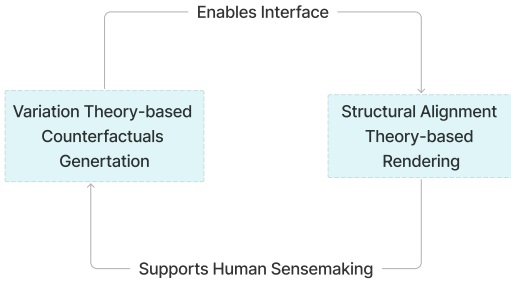 Enables Interface
Variation Theory-based
Counterfactuals
Genertation
Structural Alignment
Theory-based
Rendering
Supports Human Sensemaking